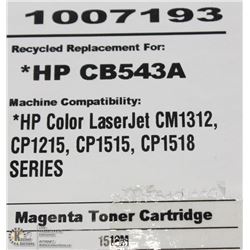 1007193
Recycled Replacement For:
*HP CB543A
Machine Compatibility:
*HP Color LaserJet CM1312,
CP1215, CP1515, CP1518
SERIES
Magenta Toner Cartridge